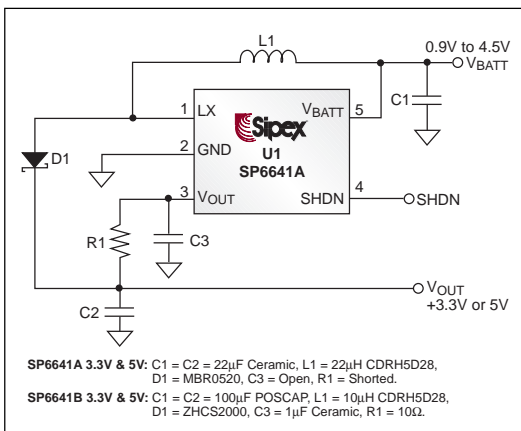 L1
0.9V to 4.5V
VBATT
1 LX
VBATT 5
C1
Sipex
D1
2 GND
U1
SP6641A
3 VOUT
SHDN 4
SHDN
R1
C3
VOUT
+3.3V or 5V
C2
SP6641A 3.3V & 5V: C1 = C2 = 22µF Ceramic, L1 = 22µH CDRH5D28,
D1 = MBR0520, C3 = Open, R1 = Shorted.
SP6641B 3.3V & 5V: C1 = C2 = 100µF POSCAP, L1 = 10µH CDRH5D28,
D1 = ZHCS2000, C3 = 1µF Ceramic, R1 = 10Ω.